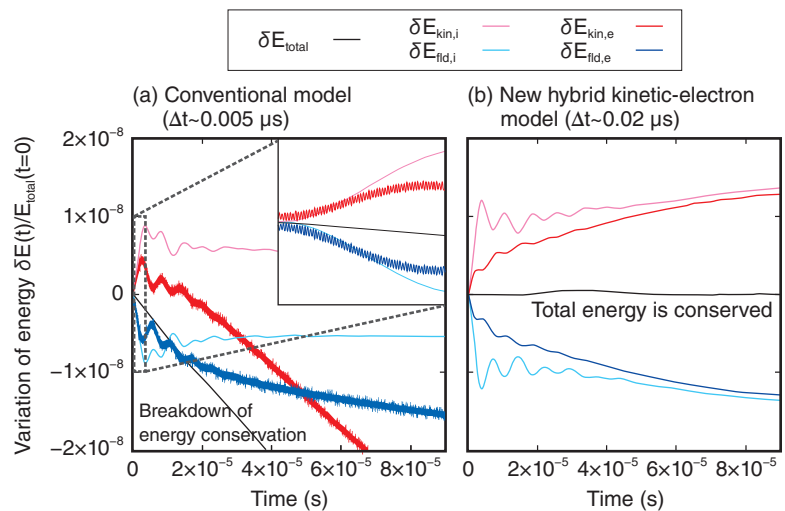 δE_total
δE_kin,i
δE_kin,e
δE_fld,i
δE_fld,e
(a) Conventional model
(Δt~0.005 μs)
(b) New hybrid kinetic-electron
model (Δt~0.02 μs)
Variation of energy δE(t)/E_total(t=0)
2×10⁻⁸
1×10⁻⁸
0
−1×10⁻⁸
−2×10⁻⁸
Breakdown of
energy conservation
Total energy is conserved
0
2×10⁻⁵
4×10⁻⁵
6×10⁻⁵
8×10⁻⁵
Time (s)
0
2×10⁻⁵
4×10⁻⁵
6×10⁻⁵
8×10⁻⁵
Time (s)